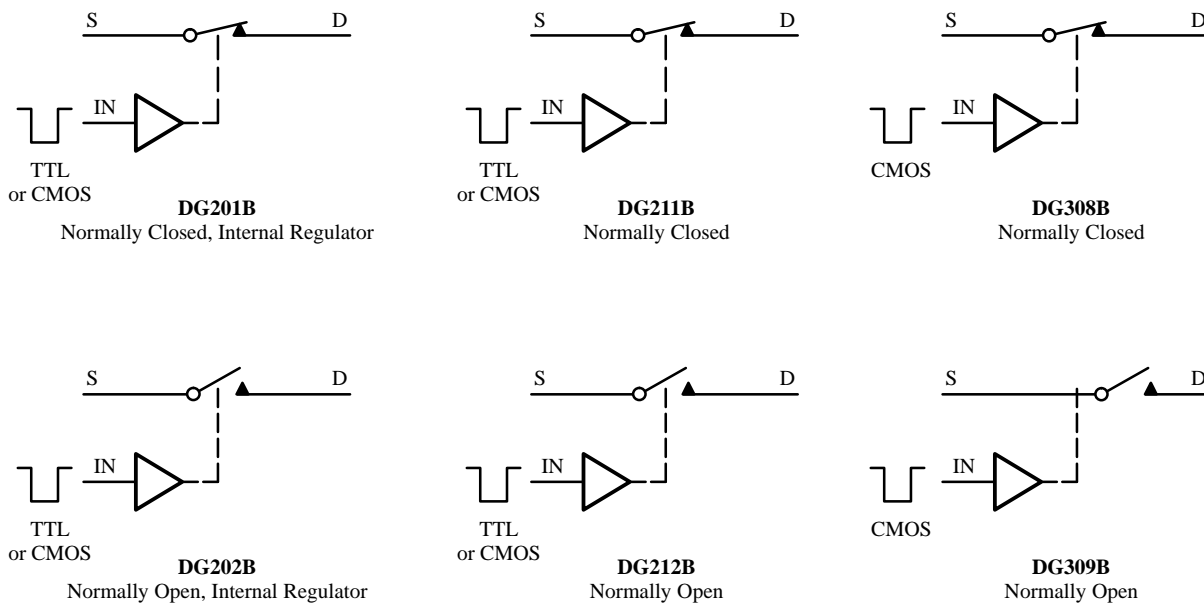 S D
IN
TTL
or CMOS
DG201B
Normally Closed, Internal Regulator
S D
IN
TTL
or CMOS
DG211B
Normally Closed
S D
IN
CMOS
DG308B
Normally Closed
S D
IN
TTL
or CMOS
DG202B
Normally Open, Internal Regulator
S D
IN
TTL
or CMOS
DG212B
Normally Open
S D
IN
CMOS
DG309B
Normally Open